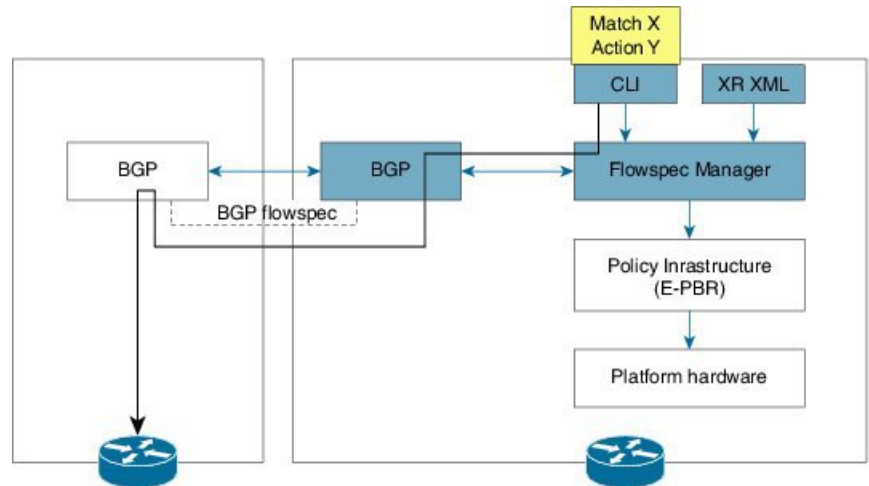 Match X
Action Y
CLI
XR XML
BGP
BGP
Flowspec Manager
BGP flowspec
Policy Inrastructure
(E-PBR)
Platform hardware